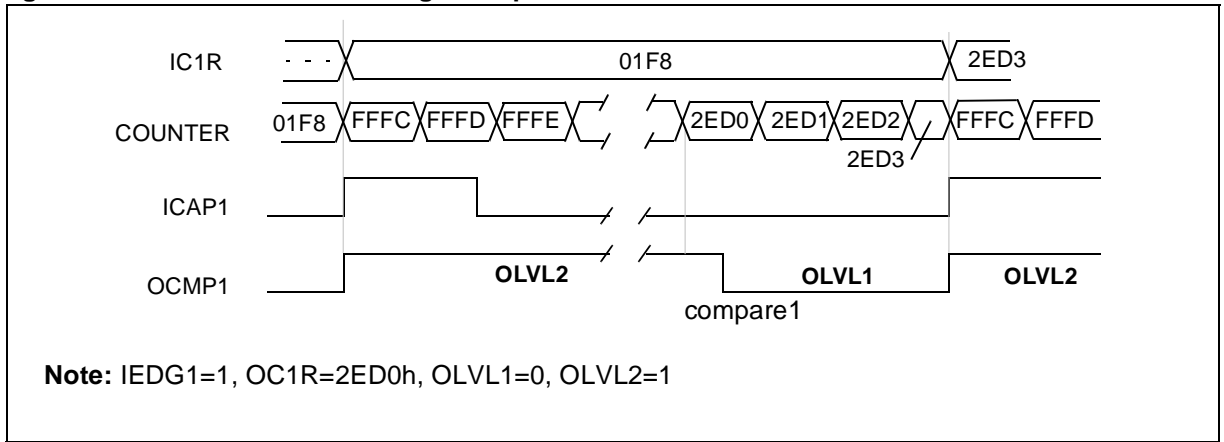 IC1R - - - 01F8 2ED3
COUNTER 01F8 FFFC FFFD FFFE 2ED0 2ED1 2ED2 FFFC FFFD
2ED3
ICAP1
OCMP1 OLVL2 OLVL1 OLVL2
compare1
Note: IEDG1=1, OC1R=2ED0h, OLVL1=0, OLVL2=1